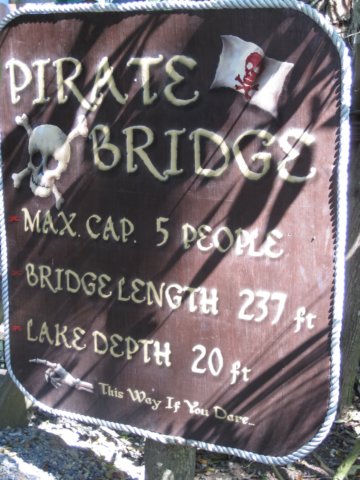 PIRATE
BRIDGE
MAX. CAP. 5 PEOPLE
BRIDGE LENGTH 237 ft
LAKE DEPTH 20 ft
This Way If You Dare...